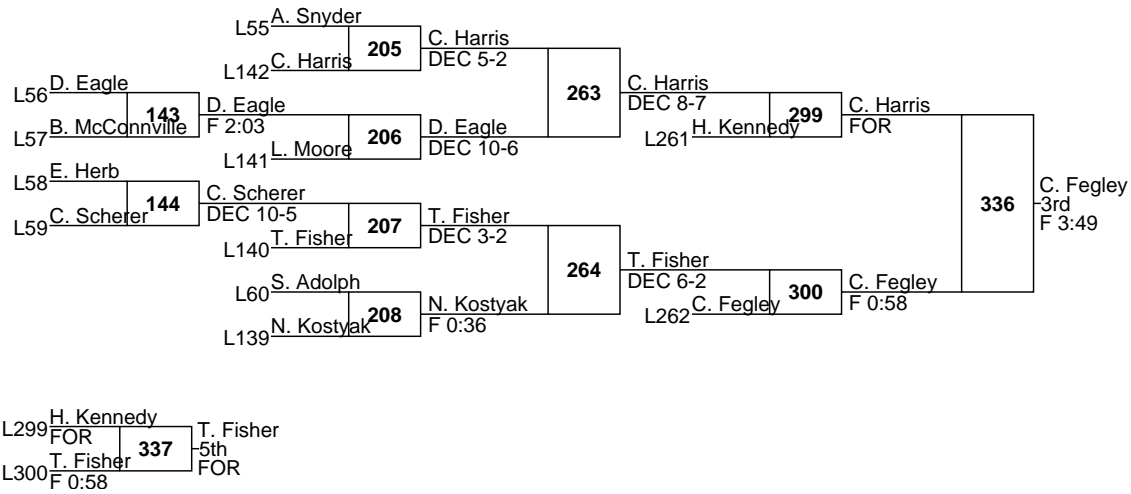 L55 A. Snyder
205
C. Harris
DEC 5-2
L142 C. Harris
263
C. Harris
DEC 8-7
L56 D. Eagle
143
D. Eagle
F 2:03
L57 B. McConnville
206
D. Eagle
DEC 10-6
L141 L. Moore
L261 H. Kennedy
299
C. Harris
FOR
L58 E. Herb
144
C. Scherer
DEC 10-5
L59 C. Scherer
207
T. Fisher
DEC 3-2
L140 T. Fisher
264
T. Fisher
DEC 6-2
L60 S. Adolph
208
N. Kostyak
F 0:36
L139 N. Kostyak
L262 C. Fegley
300
C. Fegley
F 0:58
336
C. Fegley
3rd
F 3:49
L299 H. Kennedy
FOR
337
T. Fisher
5th
FOR
L300 T. Fisher
F 0:58